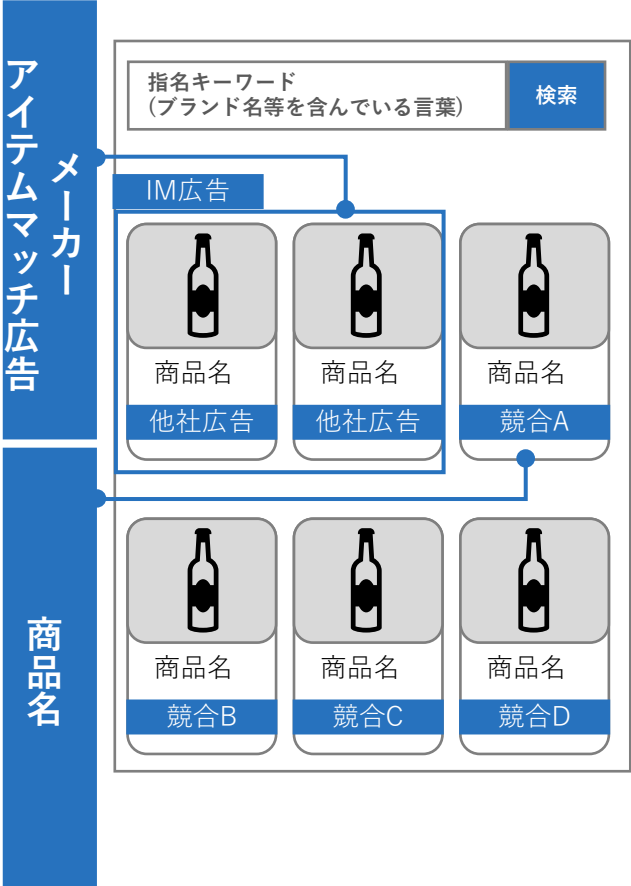 メーカー
アイテムマッチ広告
指名キーワード
(ブランド名等を含んでいる言葉)
検索
IM広告
商品名
商品名
商品名
他社広告
他社広告
競合A
商品名
商品名
商品名
商品名
競合B
競合C
競合D